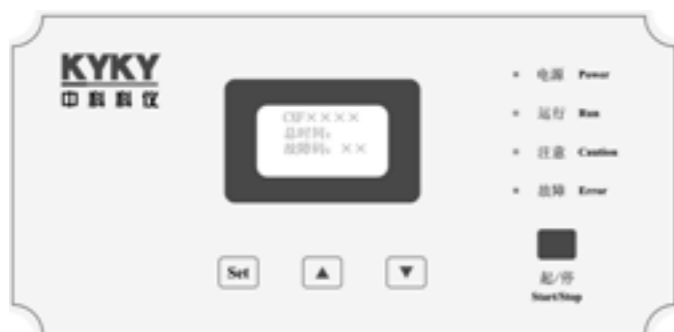 KYKY
中科科仪
CXF××××
总时间:
故障码: ××
电源 Power
运行 Run
注意 Caution
故障 Error
Set ▲ ▼
起/停
Start/Stop